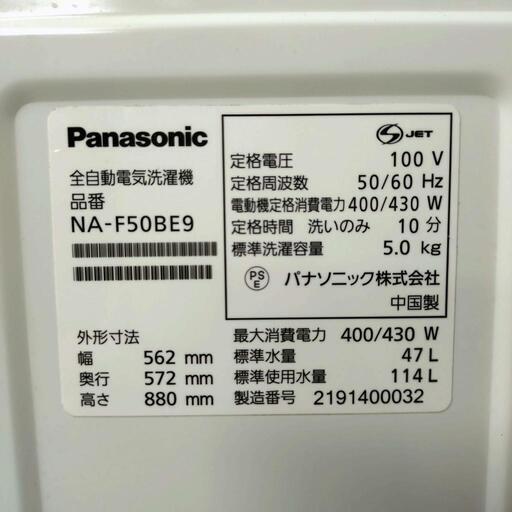 Panasonic
全自動電気洗濯機
品番
NA-F50BE9
外形寸法
幅 562 mm
奥行 572 mm
高さ 880 mm
S JET
定格電圧 100 V
定格周波数 50/60 Hz
電動機定格消費電力 400/430 W
定格時間 洗いのみ 10 分
標準洗濯容量 5.0 kg
PS E パナソニック株式会社
中国製
最大消費電力 400/430 W
標準水量 47 L
標準使用水量 114 L
製造番号 2191400032